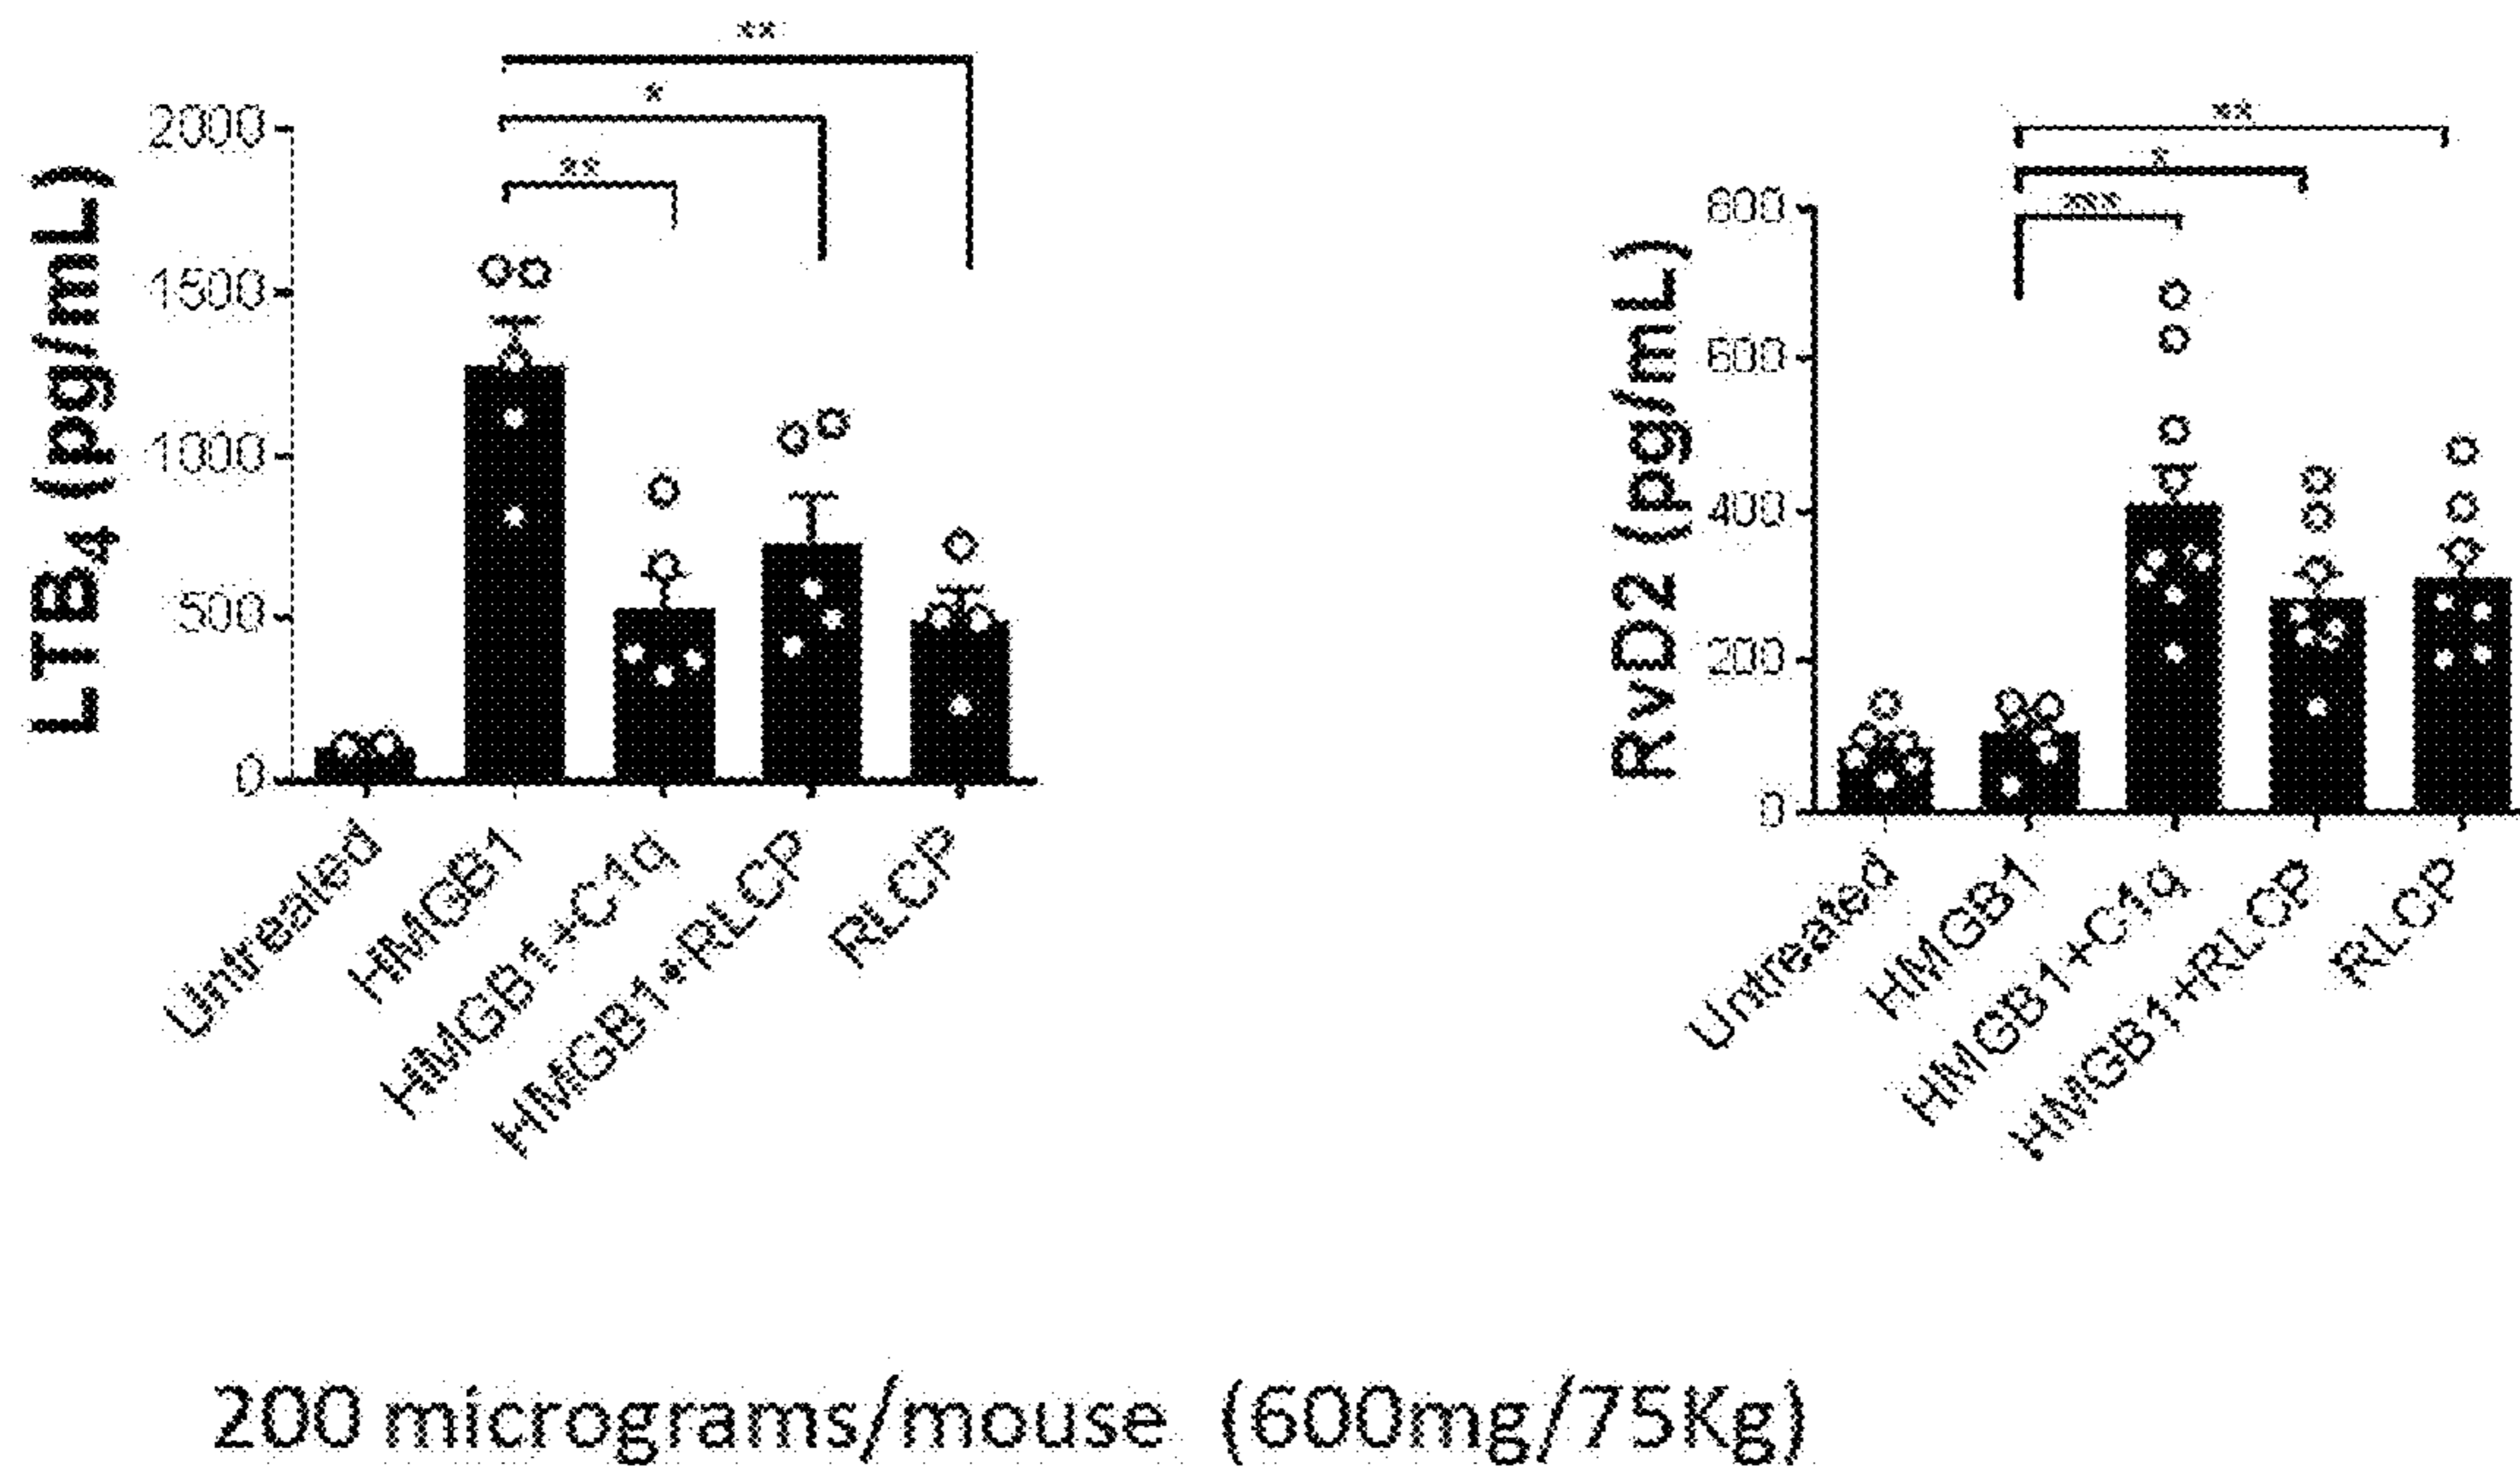 **
*
**
2000
1500
1000
500
0
LTB4 (pg/mL)
Untreated
HMGB1
HMGB1+C1q
HMGB1+RLCP
RLCP
**
*
***
800
600
400
200
0
RvD2 (pg/mL)
Untreated
HMGB1
HMGB1+C1q
HMGB1+RLCP
RLCP
200 micrograms/mouse (600mg/75Kg)